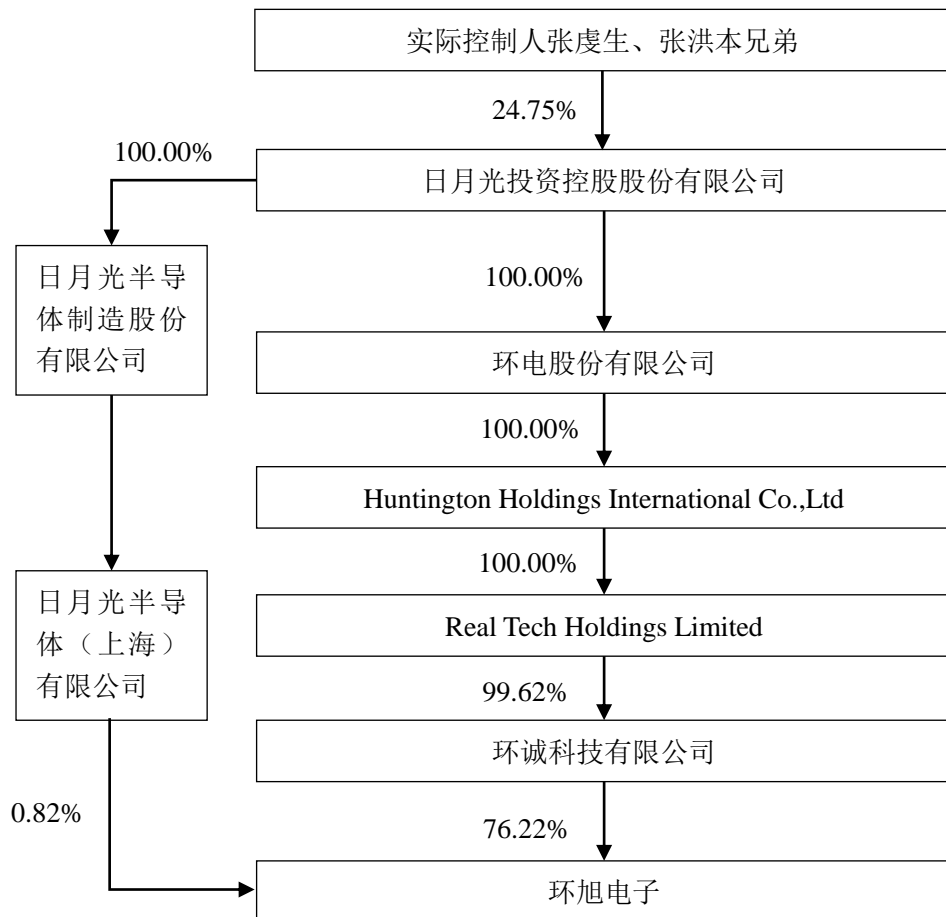 实际控制人张虔生、张洪本兄弟
24.75%
100.00%
日月光投资控股股份有限公司
日月光半导
体制造股份
有限公司
100.00%
环电股份有限公司
100.00%
Huntington Holdings International Co.,Ltd
100.00%
日月光半导
体（上海）
有限公司
Real Tech Holdings Limited
99.62%
环诚科技有限公司
0.82%
76.22%
环旭电子